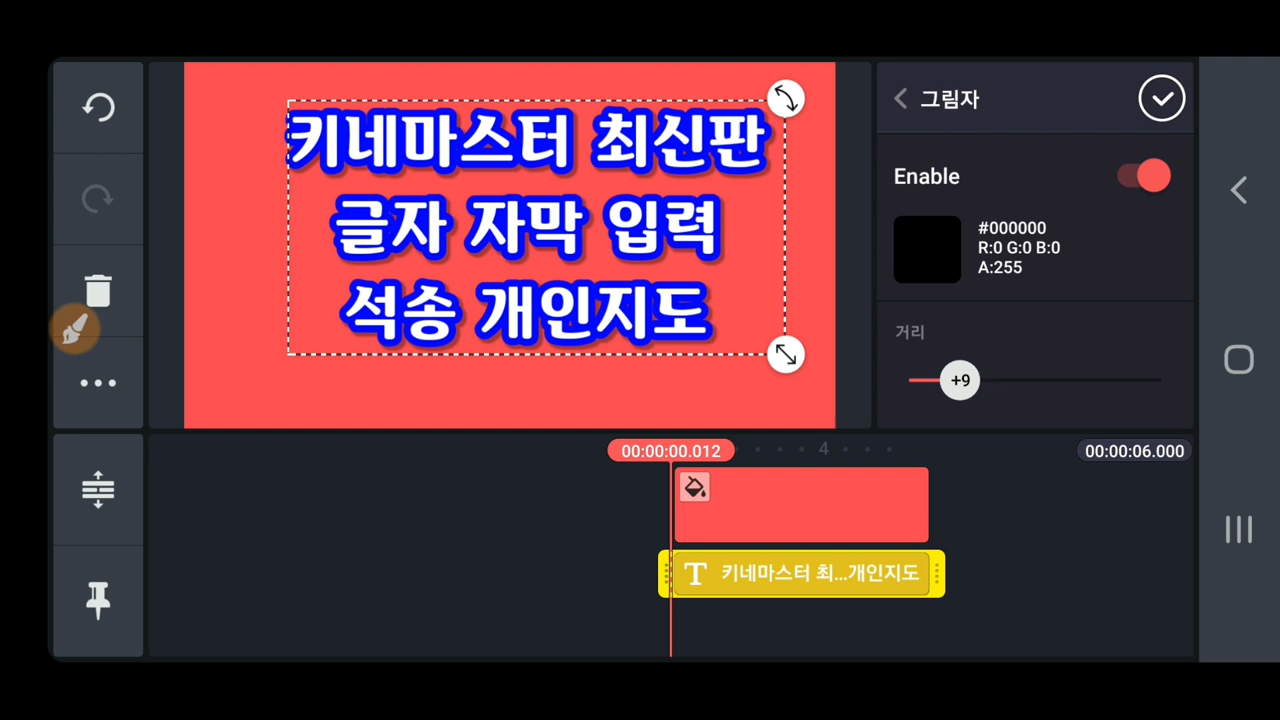 키네마스터 최신판
글자 자막 입력
석송 개인지도
그림자
Enable
#000000
R:0 G:0 B:0
A:255
거리
+9
00:00:00.012
4
00:00:06.000
T 키네마스터 최...개인지도